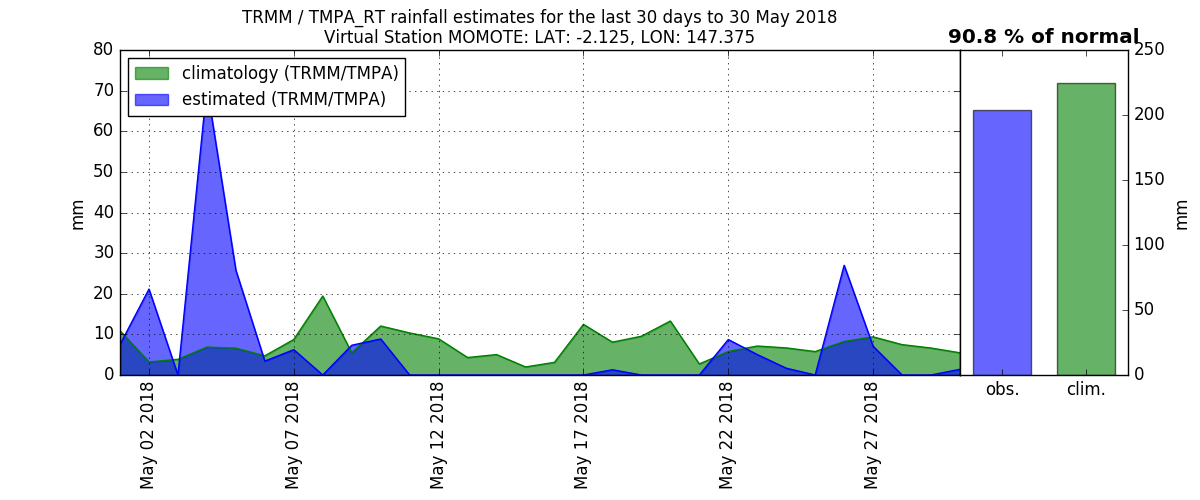 TRMM / TMPA_RT rainfall estimates for the last 30 days to 30 May 2018
Virtual Station MOMOTE: LAT: -2.125, LON: 147.375
90.8 % of normal
climatology (TRMM/TMPA)
estimated (TRMM/TMPA)
80
70
60
50
40
30
20
10
0
mm
May 02 2018
May 07 2018
May 12 2018
May 17 2018
May 22 2018
May 27 2018
250
200
150
100
50
0
mm
obs.
clim.